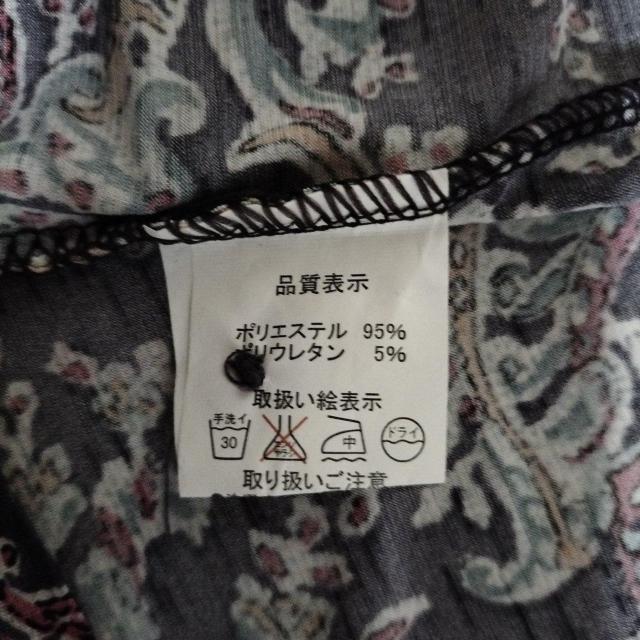 品質表示
ポリエステル 95%
ポリウレタン 5%
取扱い絵表示
手洗イ 30 中 ドライ
取り扱いご注意